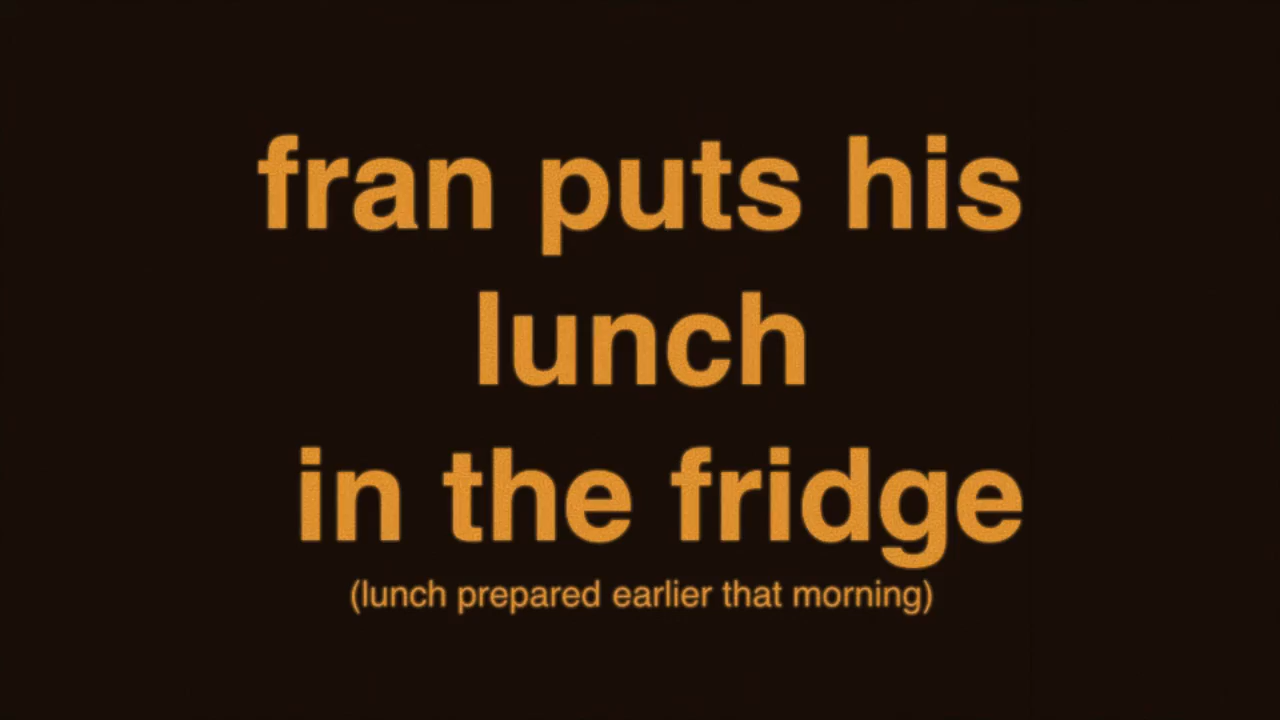 fran puts his
lunch
in the fridge
(lunch prepared earlier that morning)